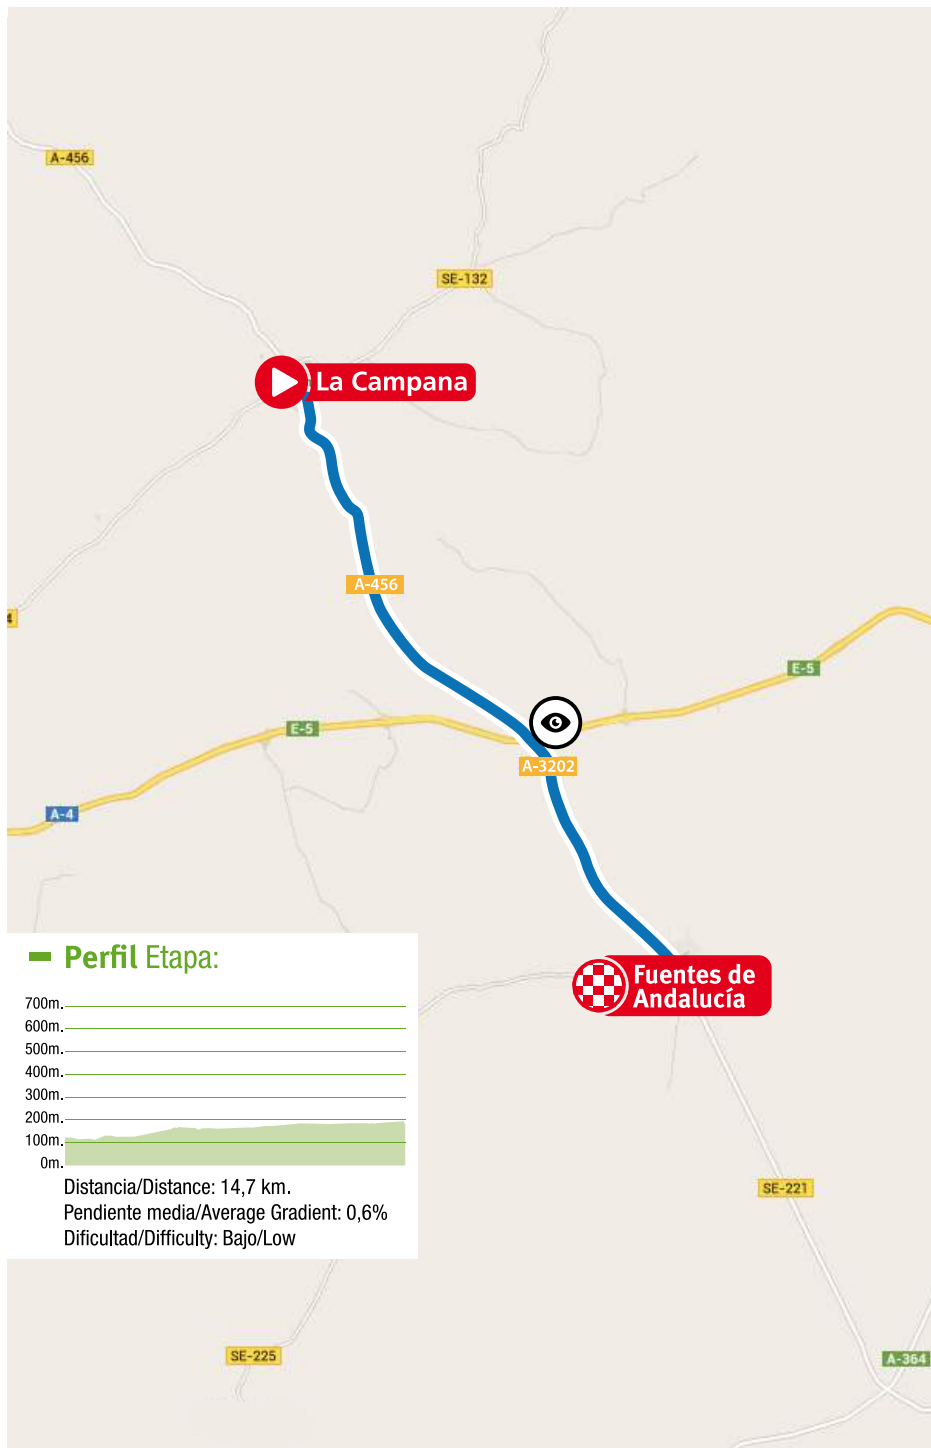 A-456
SE-132
La Campana
A-456
4
E-5
E-5
A-3202
A-4
Perfil Etapa:
Fuentes de
Andalucía
700m.
600m.
500m.
400m.
300m.
200m.
100m.
0m.
Distancia/Distance: 14,7 km.
Pendiente media/Average Gradient: 0,6%
Dificultad/Difficulty: Bajo/Low
SE-221
SE-225
A-364